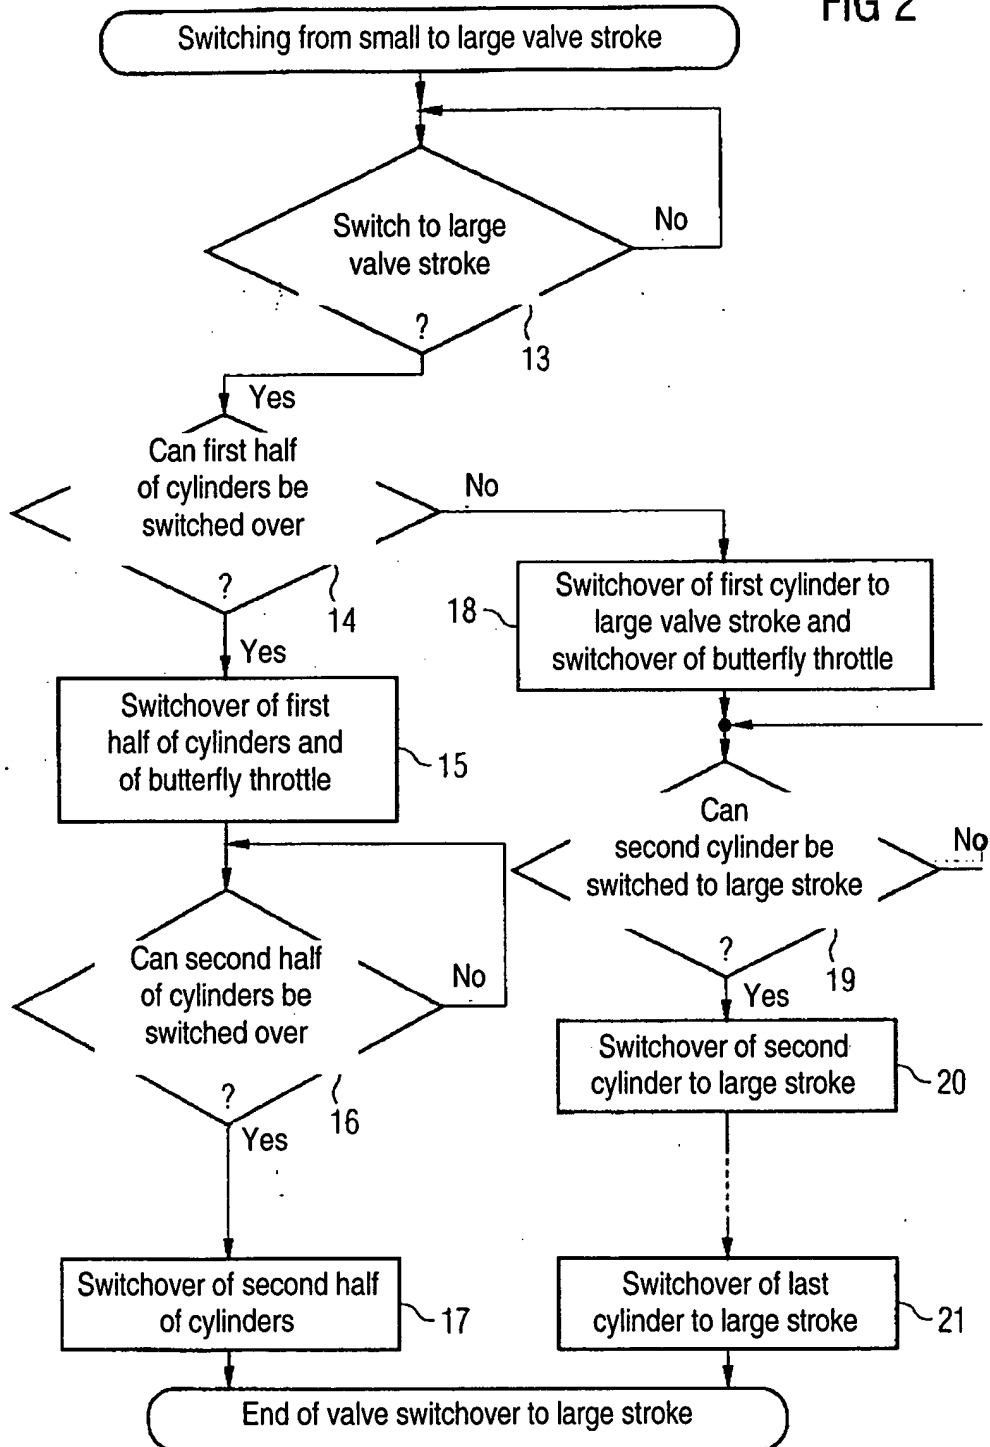 FIG 2
Switching from small to large valve stroke
Switch to large
valve stroke
?
No
13
Yes
Can first half
of cylinders be
switched over
?
No
14
Yes
Switchover of first
half of cylinders and
of butterfly throttle
15
Can second half
of cylinders be
switched over
?
No
16
Yes
Switchover of second half
of cylinders
17
18
Switchover of first cylinder to
large valve stroke and
switchover of butterfly throttle
Can
second cylinder be
switched to large stroke
?
No
19
Yes
Switchover of second
cylinder to large stroke
20
Switchover of last
cylinder to large stroke
21
End of valve switchover to large stroke